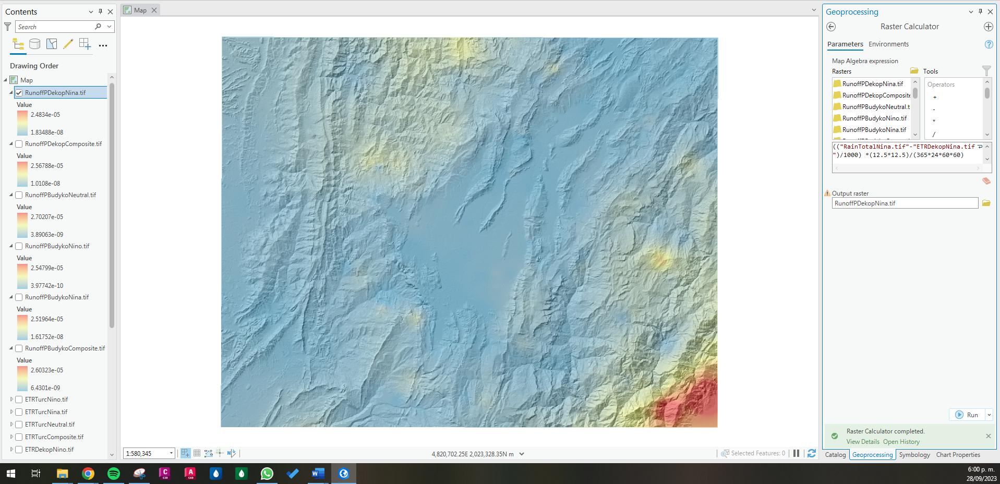 Contents
Search
Drawing Order
Map
RunoffPDekopNina.tif
Value
2.4834e-05
1.83488e-08
RunoffPDekopComposite.tif
Value
2.56788e-05
1.0108e-08
RunoffPBudykoNeutral.tif
Value
2.70207e-05
3.89063e-09
RunoffPBudykoNino.tif
Value
2.54799e-05
3.97742e-10
RunoffPBudykoNina.tif
Value
2.51964e-05
1.61752e-08
RunoffPBudykoComposite.tif
Value
2.60323e-05
6.4301e-09
ETRTurcNino.tif
ETRTurcNina.tif
ETRTurcNeutral.tif
ETRTurcComposite.tif
ETRDekopNino.tif
Map
1:580,345
4,820,702.25E 2,023,328.35N m
Selected Features: 0
Geoprocessing
Raster Calculator
Parameters Environments
Map Algebra expression
Rasters Tools
RunoffPDekopNina.tif
RunoffPDekopComposite
RunoffPBudykoNeutral.t
RunoffPBudykoNino.tif
RunoffPBudykoNina.tif
Operators
+
-
*
/
(("RainTotalNina.tif"-"ETRDekopNina.tif
")/1000) *(12.5*12.5)/(365*24*60*60)
Output raster
RunoffPDekopNina.tif
Run
Raster Calculator completed.
View Details Open History
Catalog Geoprocessing Symbology Chart Properties
C
C3D
A
CAD
W
6:00 p. m.
28/09/2023